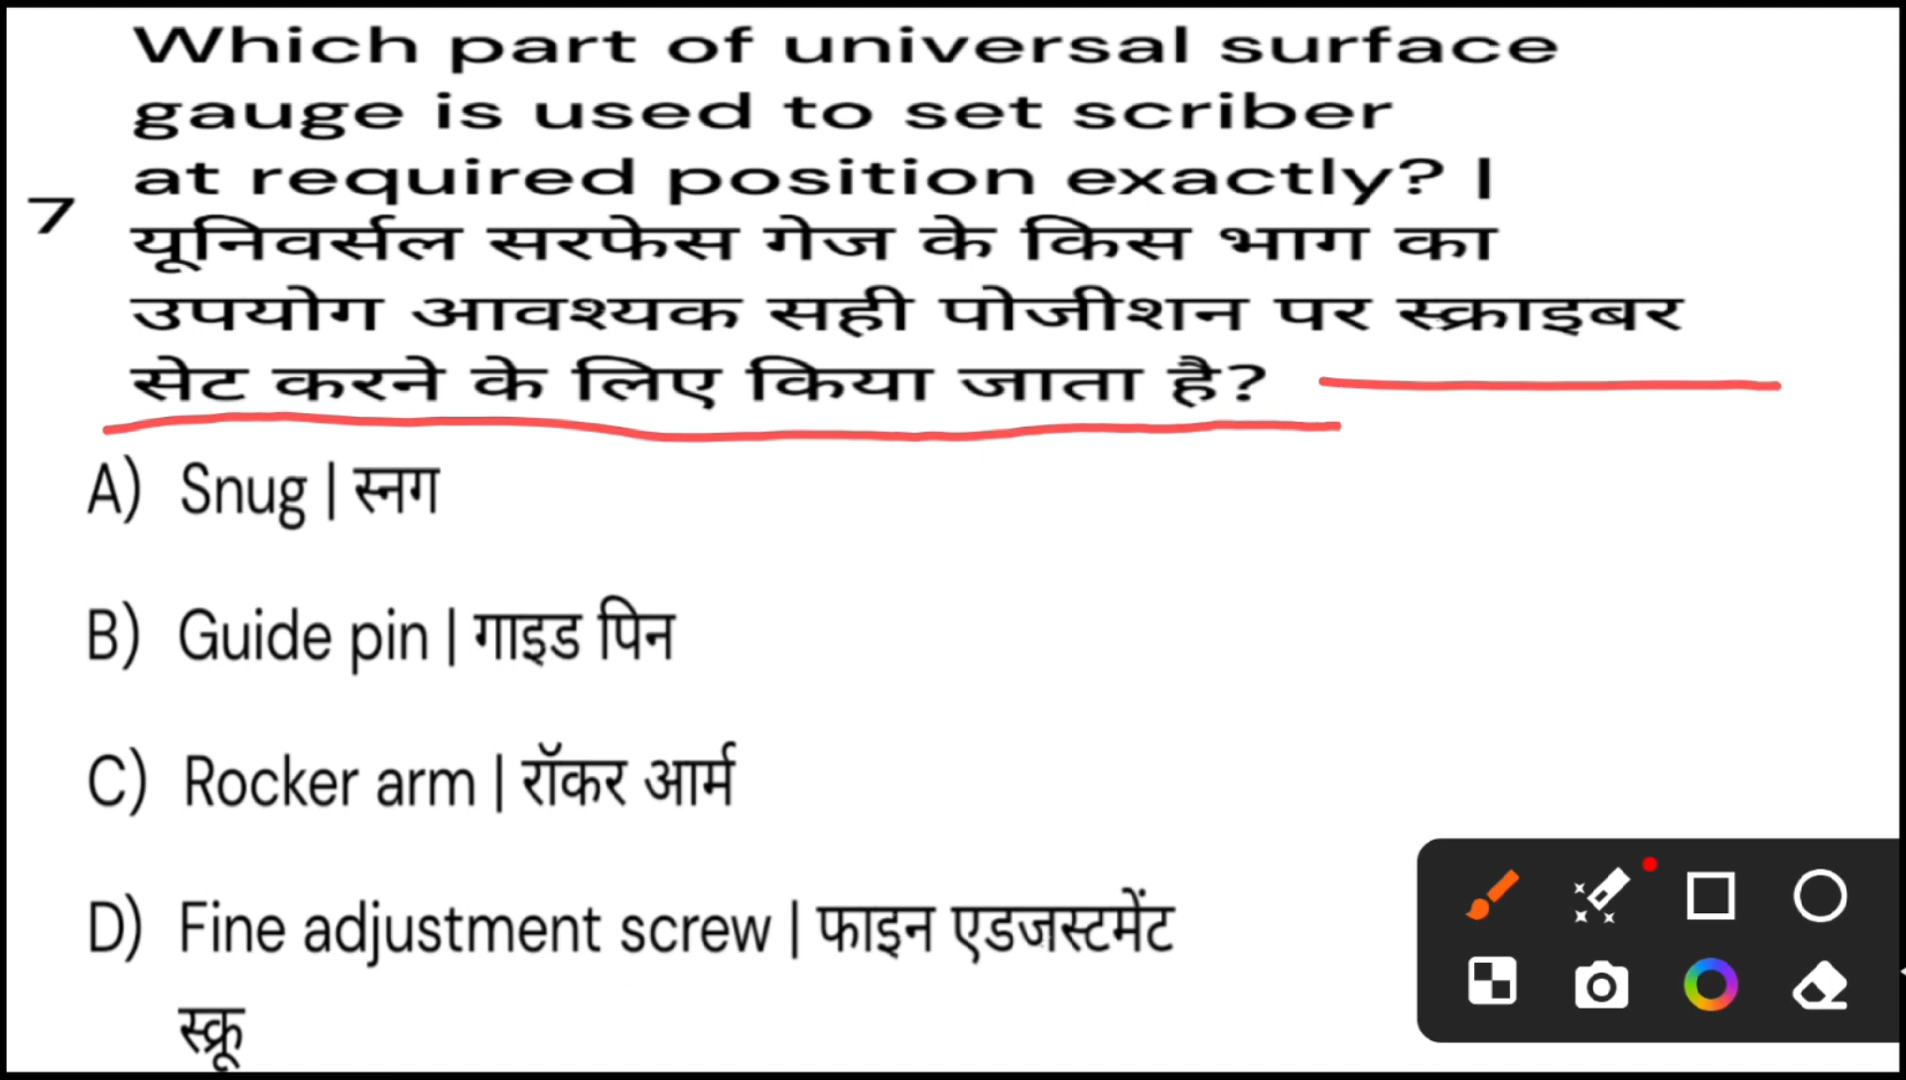 Which part of universal surface
gauge is used to set scriber
at required position exactly? |
7
यूनिवर्सल सरफेस गेज के किस भाग का
उपयोग आवश्यक सही पोजीशन पर स्क्राइबर
सेट करने के लिए किया जाता है?
A) Snug | स्नग
B) Guide pin | गाइड पिन
C) Rocker arm | रॉकर आर्म
D) Fine adjustment screw | फाइन एडजस्टमेंट
स्क्रू